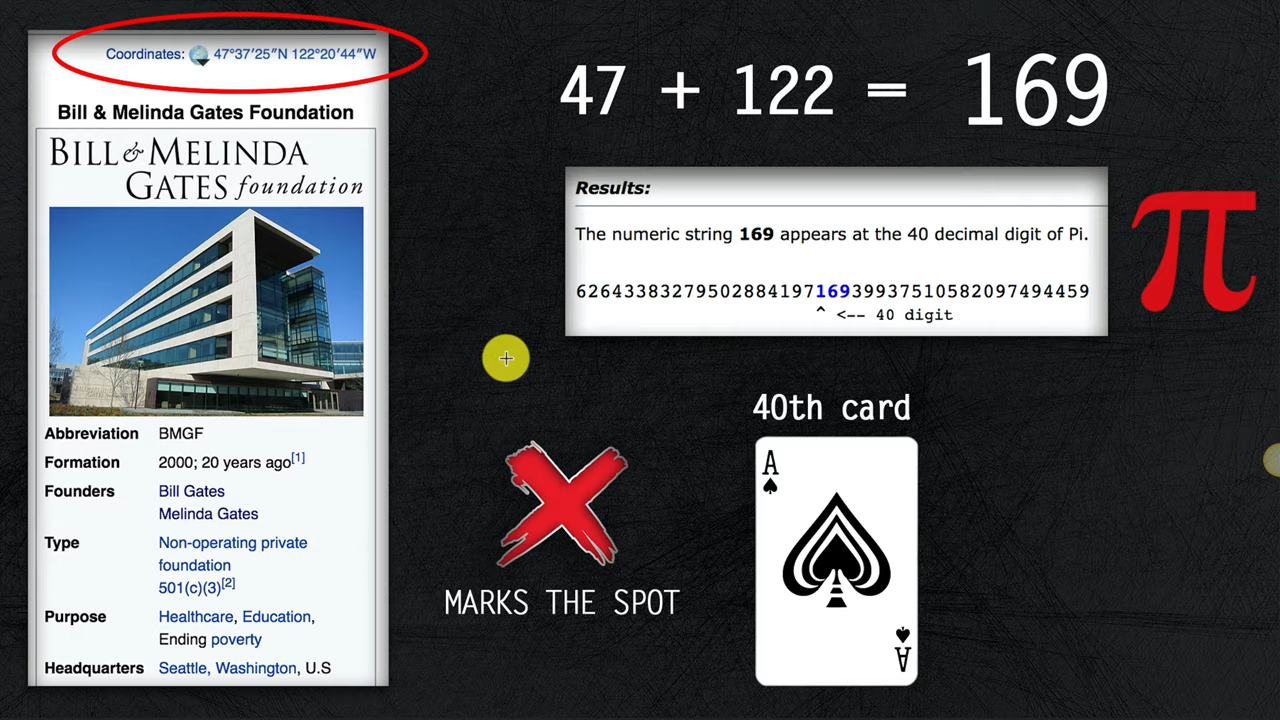 Coordinates: 47°37′25″N 122°20′44″W
Bill & Melinda Gates Foundation
BILL & MELINDA
GATES foundation
Abbreviation BMGF
Formation 2000; 20 years ago[1]
Founders Bill Gates
Melinda Gates
Type Non-operating private
foundation
501(c)(3)[2]
Purpose Healthcare, Education,
Ending poverty
Headquarters Seattle, Washington, U.S
47 + 122 = 169
Results:
The numeric string 169 appears at the 40 decimal digit of Pi.
62643383279502884197169399375105820974944459
^ <-- 40 digit
π
MARKS THE SPOT
40th card
A
A